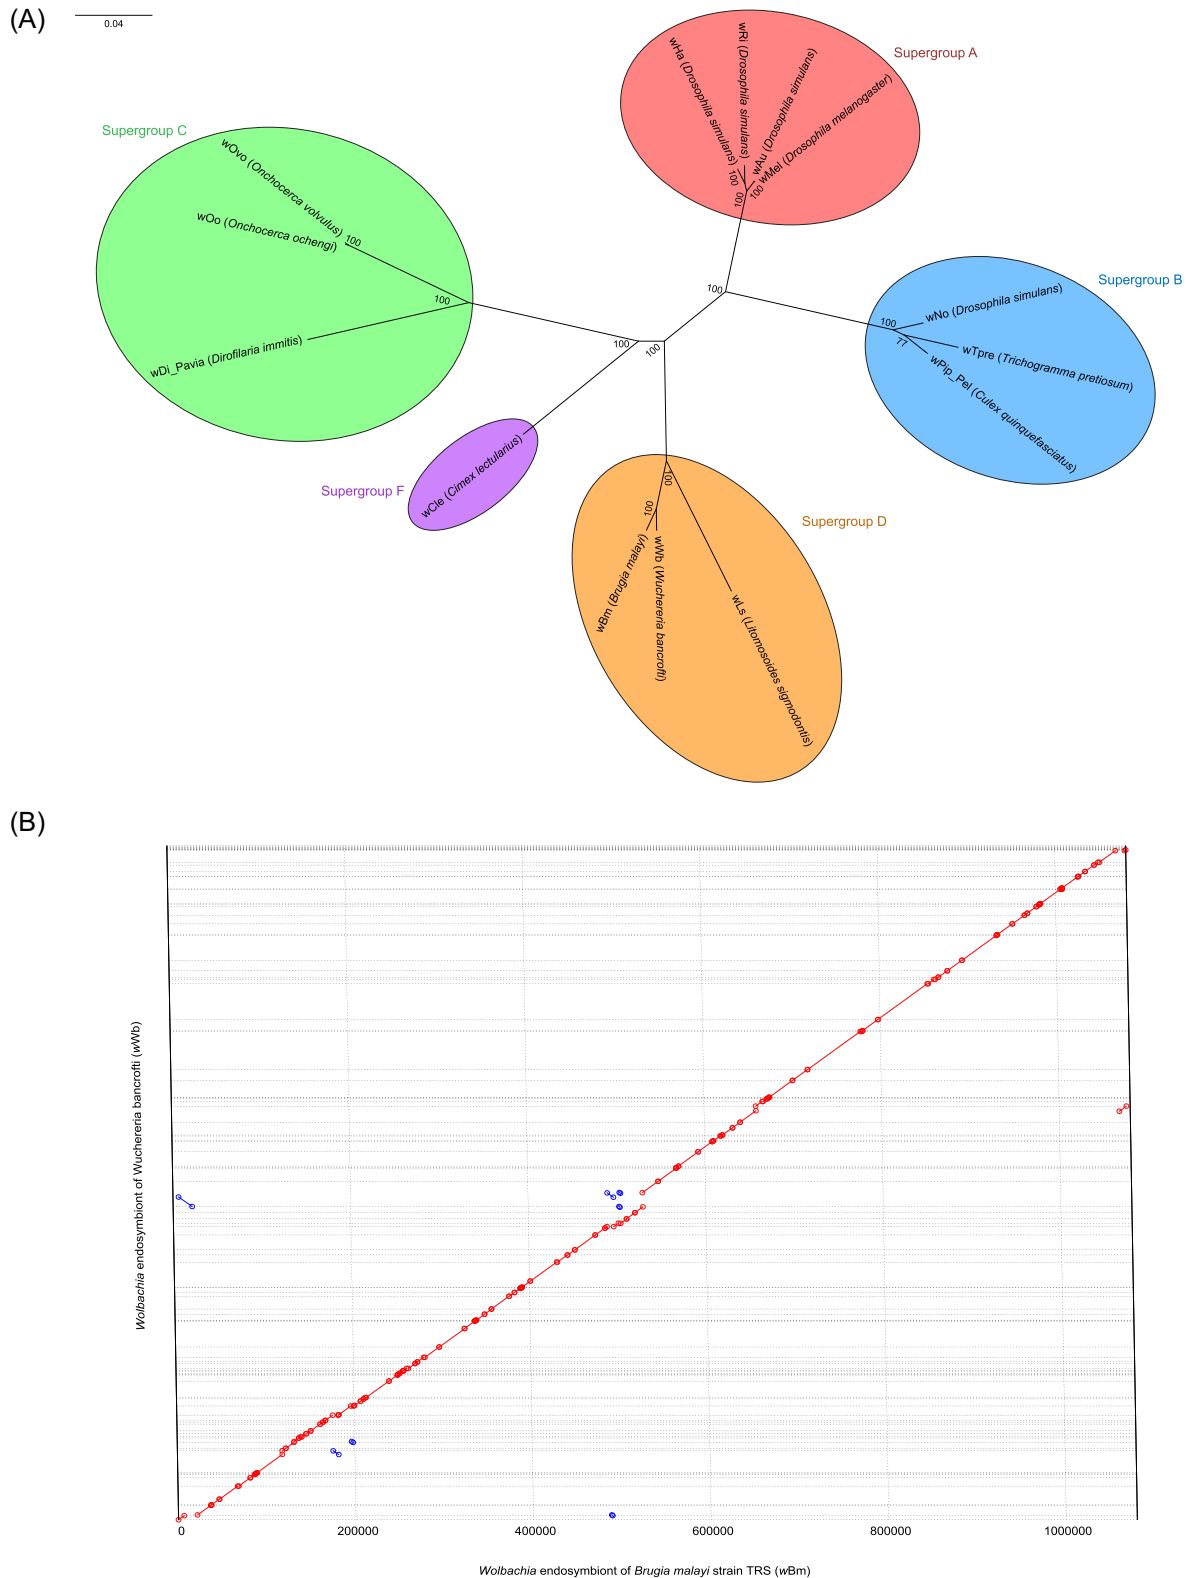 (A)
0.04
Supergroup A
wHa (Drosophila simulans)
wRi (Drosophila simulans)
wAu (Drosophila simulans)
wMel (Drosophila melanogaster)
100
100
100
Supergroup C
wOvo (Onchocerca volvulus)
wOo (Onchocerca ochengi)
100
100
wDi_Pavia (Dirofilaria immitis)
Supergroup B
wNo (Drosophila simulans)
wTpre (Trichogramma pretiosum)
wPip_Pel (Culex quinquefasciatus)
100
77
100
100
100
Supergroup F
wCle (Cimex lectularius)
Supergroup D
100
100
wBm (Brugia malayi)
wWb (Wuchereria bancrofti)
wLs (Litomosoides sigmodontis)
(B)
Wolbachia endosymbiont of Wuchereria bancrofti (wWb)
0 200000 400000 600000 800000 1000000
Wolbachia endosymbiont of Brugia malayi strain TRS (wBm)